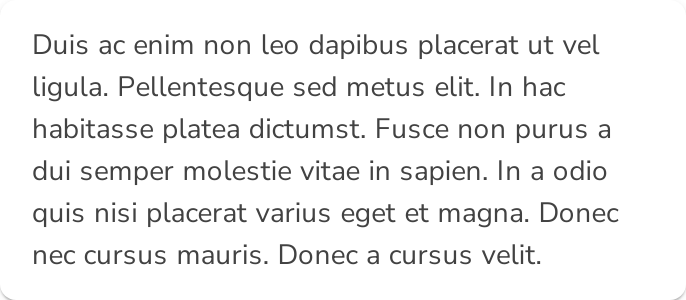 Duis ac enim non leo dapibus placerat ut vel
ligula. Pellentesque sed metus elit. In hac
habitasse platea dictumst. Fusce non purus a
dui semper molestie vitae in sapien. In a odio
quis nisi placerat varius eget et magna. Donec
nec cursus mauris. Donec a cursus velit.